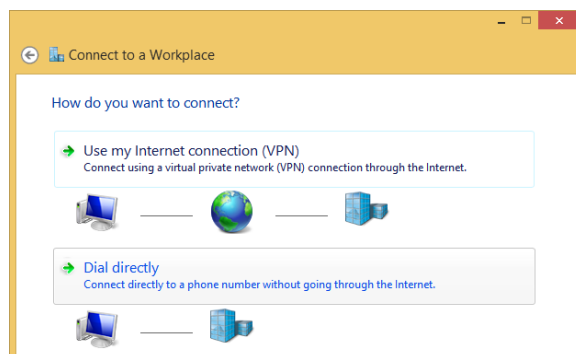 Connect to a Workplace
How do you want to connect?
Use my Internet connection (VPN)
Connect using a virtual private network (VPN) connection through the Internet.
Dial directly
Connect directly to a phone number without going through the Internet.